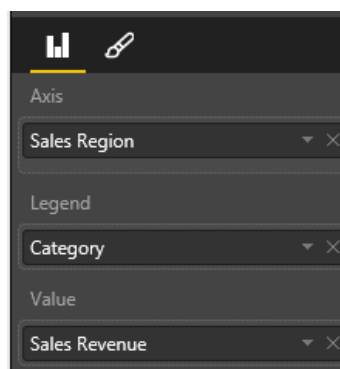 Axis
Sales Region
Legend
Category
Value
Sales Revenue